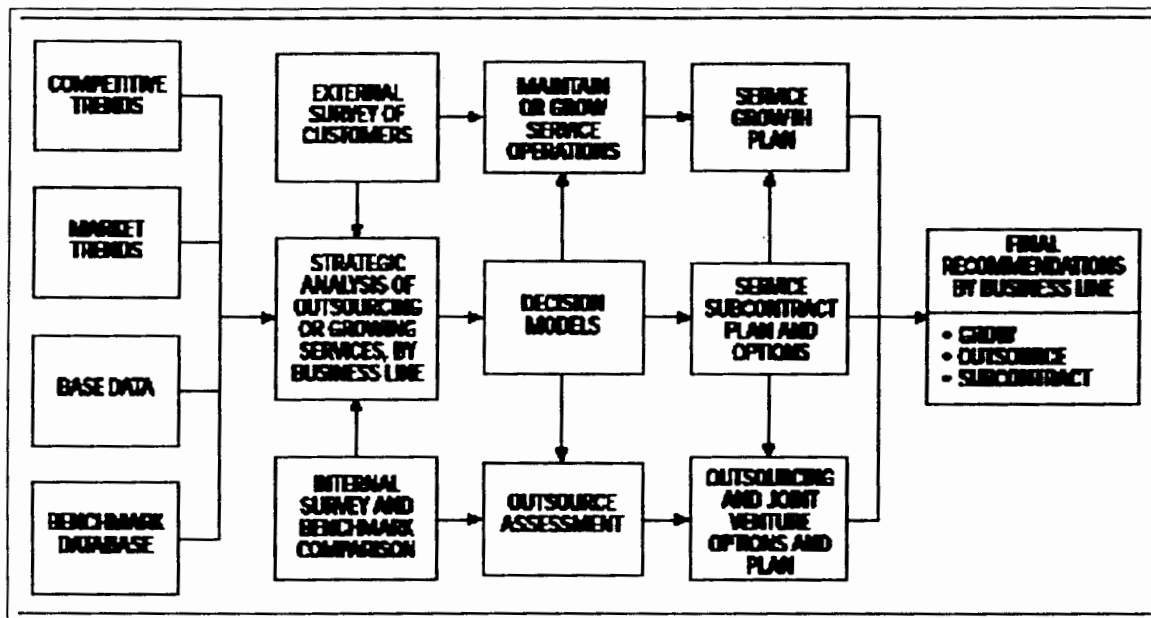 COMPETITIVE
TRENDS
MARKET
TRENDS
BASE DATA
BENCHMARK
DATABASE
EXTERNAL
SURVEY OF
CUSTOMERS
STRATEGIC
ANALYSIS OF
OUTSOURCING
OR GROWING
SERVICES, BY
BUSINESS LINE
INTERNAL
SURVEY AND
BENCHMARK
COMPARISON
MAINTAIN
OR GROW
SERVICE
OPERATIONS
DECISION
MODELS
OUTSOURCE
ASSESSMENT
SERVICE
GROWTH
PLAN
SERVICE
SUBCONTRACT
PLAN AND
OPTIONS
OUTSOURCING
AND JOINT
VENTURE
OPTIONS AND
PLAN
FINAL
RECOMMENDATIONS
BY BUSINESS LINE
• GROW
• OUTSOURCE
• SUBCONTRACT